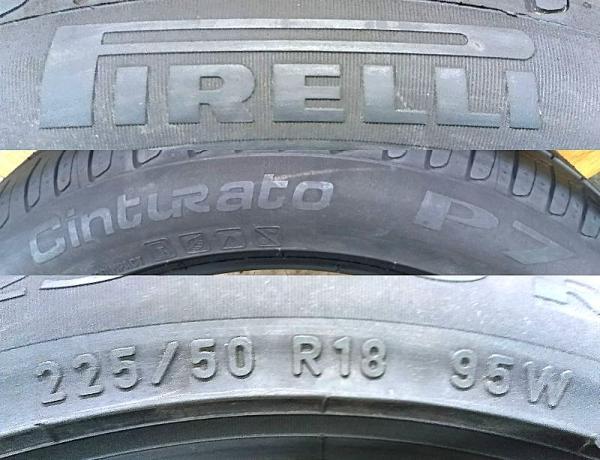 PIRELLI
Cinturato P7
225/50 R18 95W